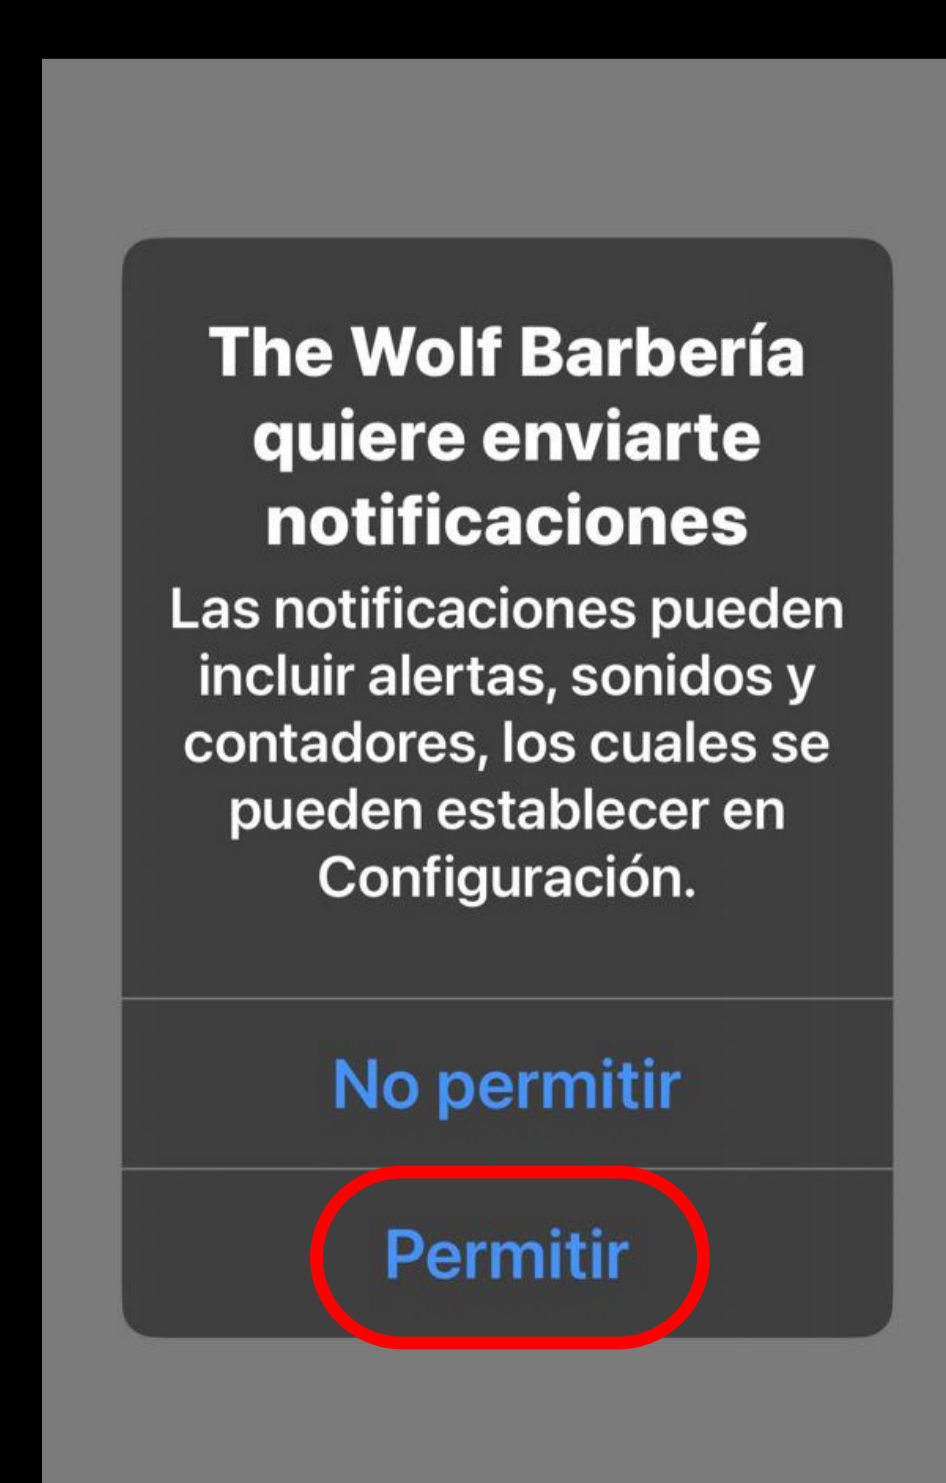 The Wolf Barbería
quiere enviarte
notificaciones
Las notificaciones pueden
incluir alertas, sonidos y
contadores, los cuales se
pueden establecer en
Configuración.
No permitir
Permitir